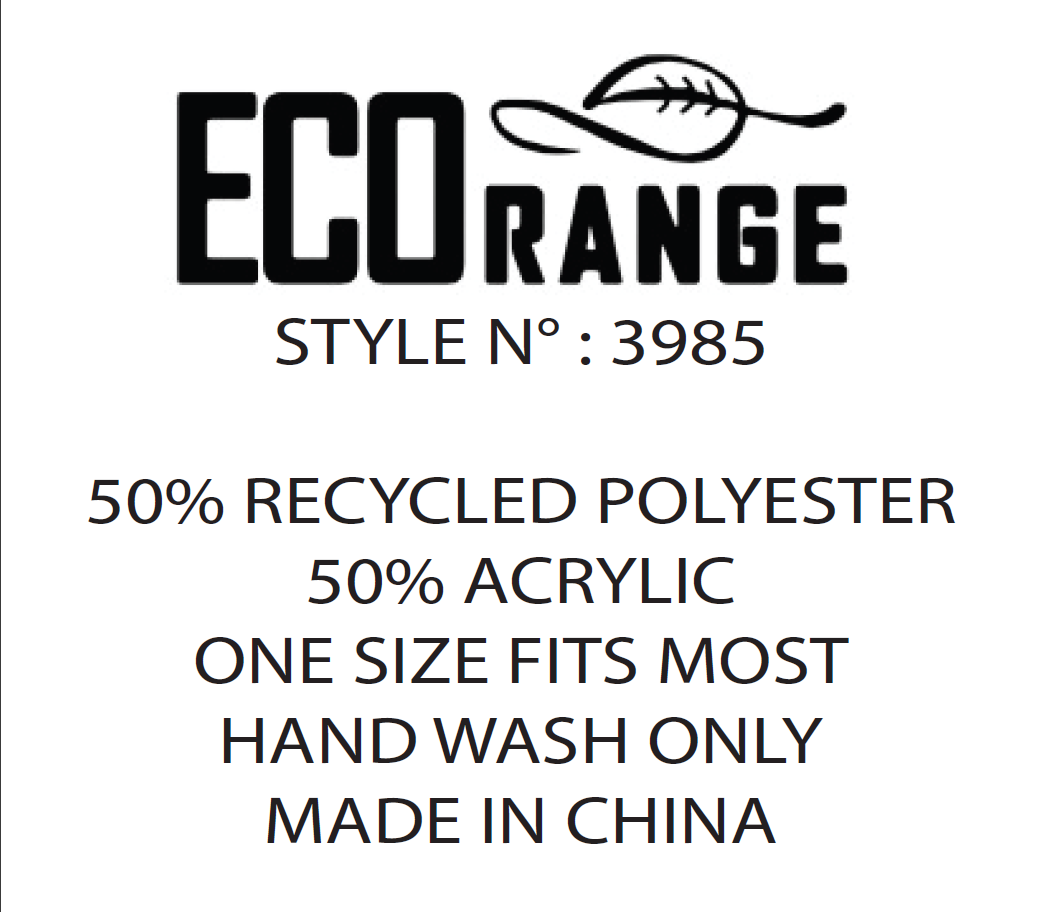 ECO RANGE
STYLE N° : 3985
50% RECYCLED POLYESTER
50% ACRYLIC
ONE SIZE FITS MOST
HAND WASH ONLY
MADE IN CHINA